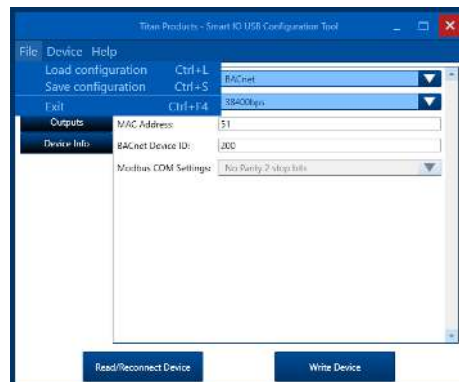 Titan Products - Smart IO USB Configuration Tool
File Device Help
Load configuration Ctrl+L
Save configuration Ctrl+S
Exit Ctrl+F4
BACnet
38400bps
Outputs
MAC Address: 51
Device Info
BACnet Device ID: 200
Modbus COM Settings: No Parity 2 stop bits
Read/Reconnect Device
Write Device